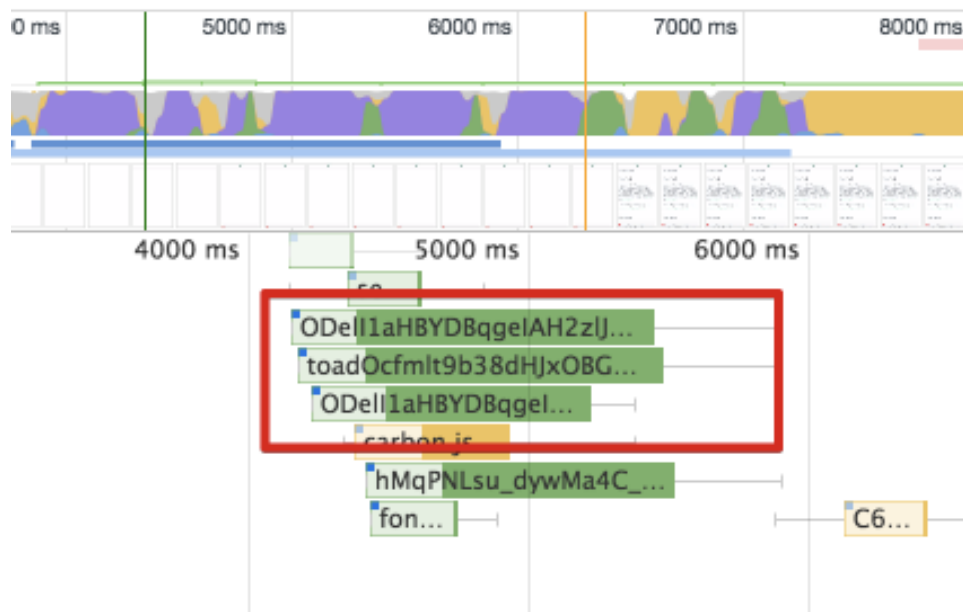 0 ms 5000 ms 6000 ms 7000 ms 8000 ms
4000 ms 5000 ms 6000 ms
ODelI1aHBYDBqgeIAH2zlJ...
toadOcfmlt9b38dHJxOBG...
ODelI1aHBYDBqgeI...
carbon.js
hMqPNLsu_dywMa4C_...
fon... C6...